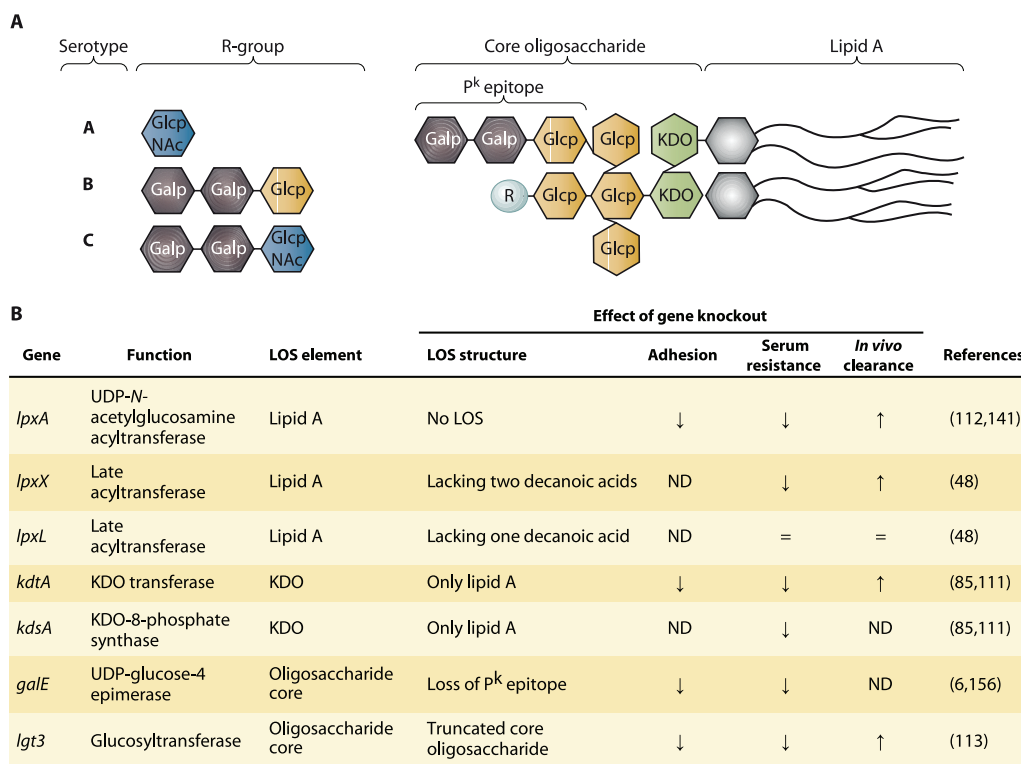 A
Serotype R-group Core oligosaccharide Lipid A
Pk epitope
A Glcp NAc Galp Galp Glcp Glcp KDO
B Galp Galp Glcp R Glcp Glcp KDO
C Galp Galp Glcp NAc Glcp
B
Effect of gene knockout
Gene Function LOS element LOS structure Adhesion Serum resistance In vivo clearance References
lpxA UDP-N-acetylglucosamine acyltransferase Lipid A No LOS ↓ ↓ ↑ (112,141)
lpxX Late acyltransferase Lipid A Lacking two decanoic acids ND ↓ ↑ (48)
lpxL Late acyltransferase Lipid A Lacking one decanoic acid ND = = (48)
kdtA KDO transferase KDO Only lipid A ↓ ↓ ↑ (85,111)
kdsA KDO-8-phosphate synthase KDO Only lipid A ND ↓ ND (85,111)
galE UDP-glucose-4 epimerase Oligosaccharide core Loss of Pk epitope ↓ ↓ ND (6,156)
lgt3 Glucosyltransferase Oligosaccharide core Truncated core oligosaccharide ↓ ↓ ↑ (113)